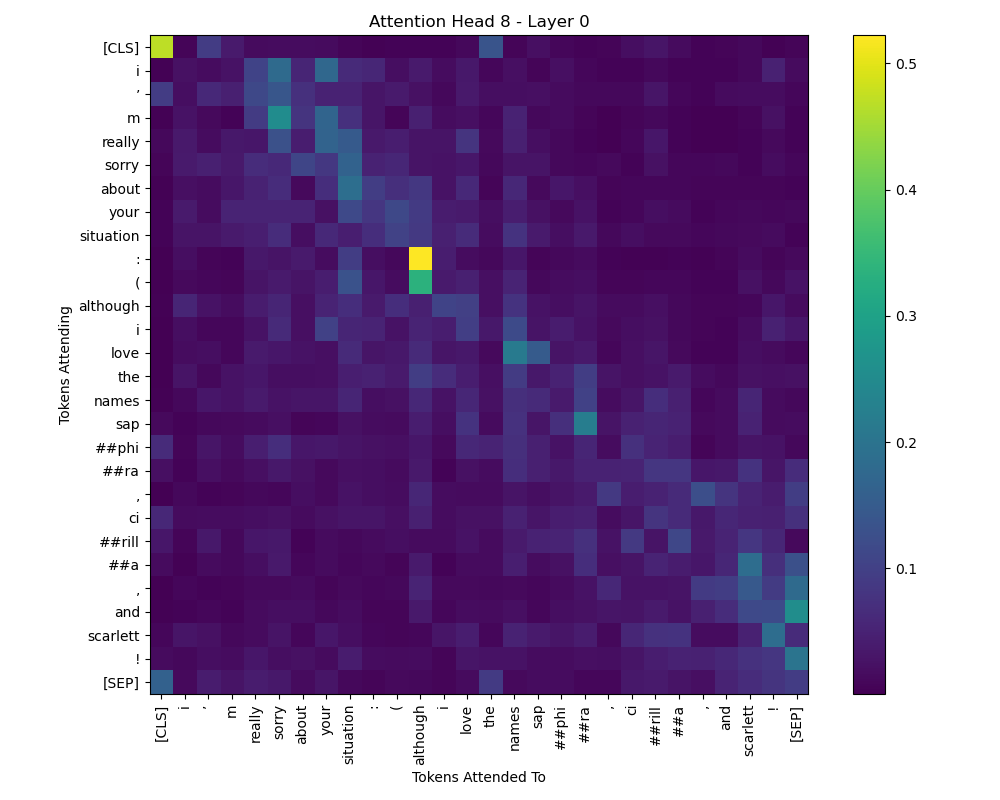 Attention Head 8 - Layer 0
[CLS]
i
’
m
really
sorry
about
your
situation
:
(
although
i
love
the
names
sap
##phi
##ra
,
ci
##rill
##a
,
and
scarlett
!
[SEP]
Tokens Attending
[CLS]
i
’
m
really
sorry
about
your
situation
:
(
although
i
love
the
names
sap
##phi
##ra
,
ci
##rill
##a
,
and
scarlett
!
[SEP]
Tokens Attended To
0.5
0.4
0.3
0.2
0.1